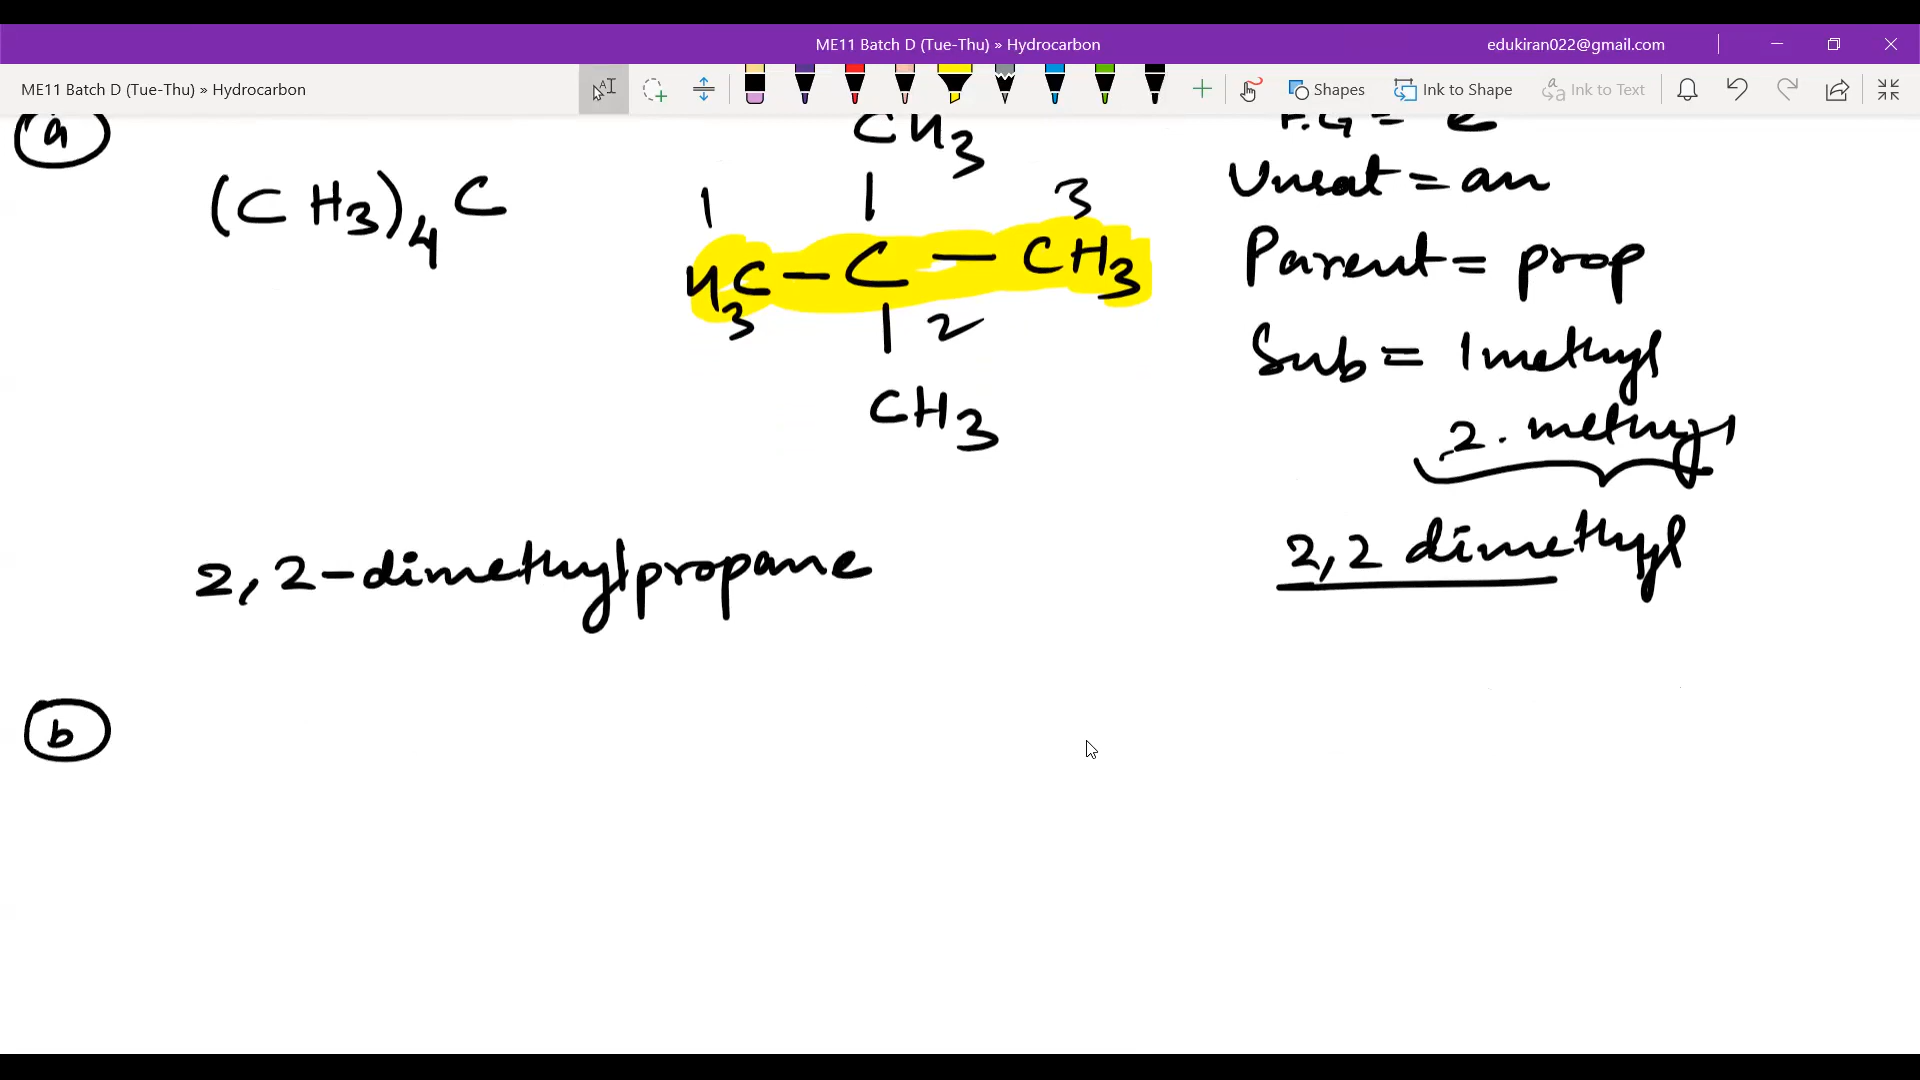 ME11 Batch D (Tue-Thu) » Hydrocarbon
edukiran022@gmail.com
ME11 Batch D (Tue-Thu) » Hydrocarbon
Shapes
Ink to Shape
Ink to Text
a
(CH3)4 C
CH3
1 3
H3C - C - CH3
2
CH3
F.G = e
Unsat = an
Parent = prop
Sub = 1 methyl
2. methyl
2,2 dimethyl
2, 2-dimethylpropane
b